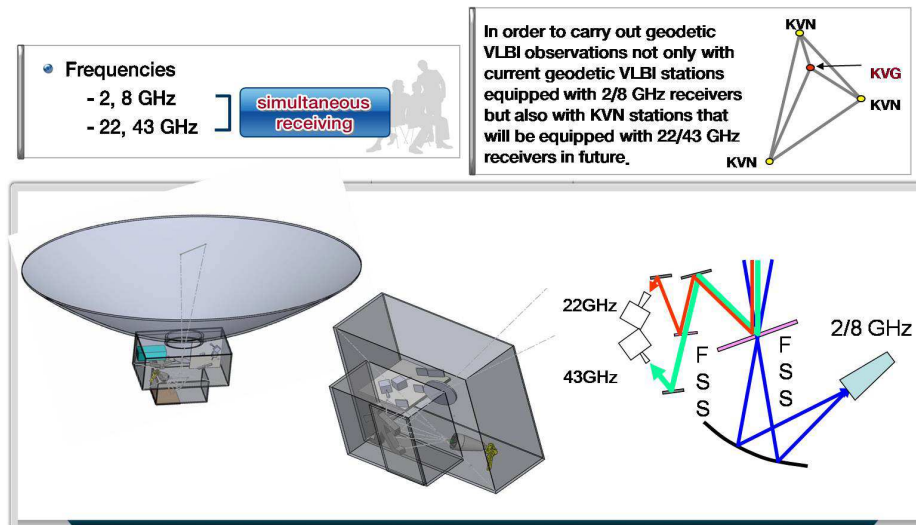 Frequencies
- 2, 8 GHz
- 22, 43 GHz
simultaneous
receiving
In order to carry out geodetic
VLBI observations not only with
current geodetic VLBI stations
equipped with 2/8 GHz receivers
but also with KVN stations that
will be equipped with 22/43 GHz
receivers in future.
KVN
KVG
KVN
KVN
22GHz
43GHz
FSS
FSS
2/8 GHz